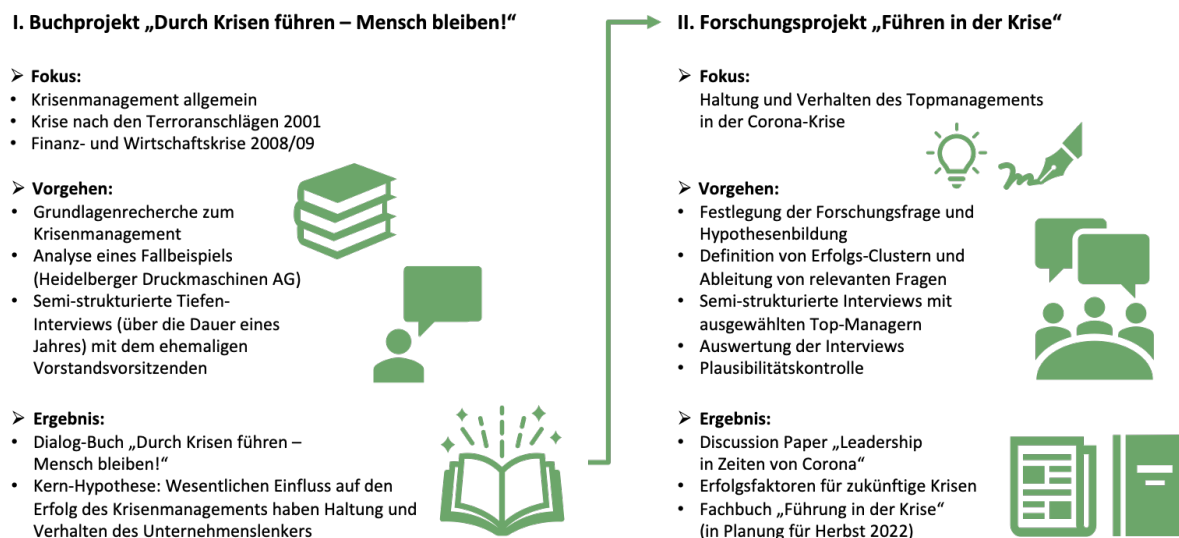 I. Buchprojekt „Durch Krisen führen – Mensch bleiben!“
➢ Fokus:
• Krisenmanagement allgemein
• Krise nach den Terroranschlägen 2001
• Finanz- und Wirtschaftskrise 2008/09
➢ Vorgehen:
• Grundlagenrecherche zum
Krisenmanagement
• Analyse eines Fallbeispiels
(Heidelberger Druckmaschinen AG)
• Semi-strukturierte Tiefen-
Interviews (über die Dauer eines
Jahres) mit dem ehemaligen
Vorstandsvorsitzenden
➢ Ergebnis:
• Dialog-Buch „Durch Krisen führen –
Mensch bleiben!“
• Kern-Hypothese: Wesentlichen Einfluss auf den
Erfolg des Krisenmanagements haben Haltung und
Verhalten des Unternehmenslenkers
II. Forschungsprojekt „Führen in der Krise“
➢ Fokus:
Haltung und Verhalten des Topmanagements
in der Corona-Krise
➢ Vorgehen:
• Festlegung der Forschungsfrage und
Hypothesenbildung
• Definition von Erfolgs-Clustern und
Ableitung von relevanten Fragen
• Semi-strukturierte Interviews mit
ausgewählten Top-Managern
• Auswertung der Interviews
• Plausibilitätskontrolle
➢ Ergebnis:
• Discussion Paper „Leadership
in Zeiten von Corona“
• Erfolgsfaktoren für zukünftige Krisen
• Fachbuch „Führung in der Krise“
(in Planung für Herbst 2022)